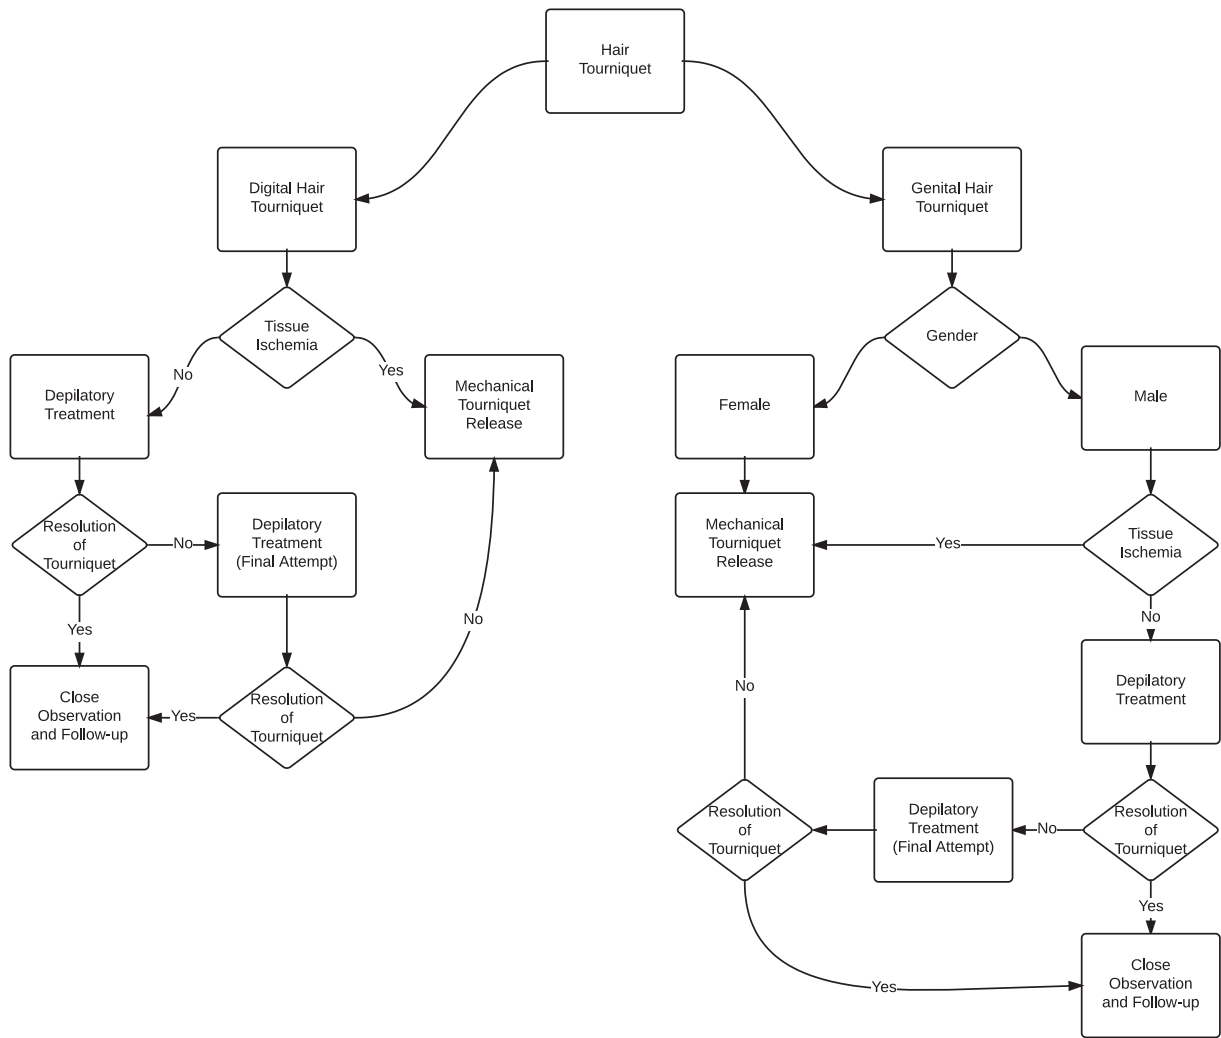 Hair
Tourniquet
Digital Hair
Tourniquet
Genital Hair
Tourniquet
Tissue
Ischemia
Gender
No
Yes
Depilatory
Treatment
Mechanical
Tourniquet
Release
Female
Male
Resolution
of
Tourniquet
No
Depilatory
Treatment
(Final Attempt)
Mechanical
Tourniquet
Release
Yes
Tissue
Ischemia
Yes
No
No
Close
Observation
and Follow-up
Yes
Resolution
of
Tourniquet
No
Depilatory
Treatment
Resolution
of
Tourniquet
Depilatory
Treatment
(Final Attempt)
No
Resolution
of
Tourniquet
Yes
Yes
Close
Observation
and Follow-up